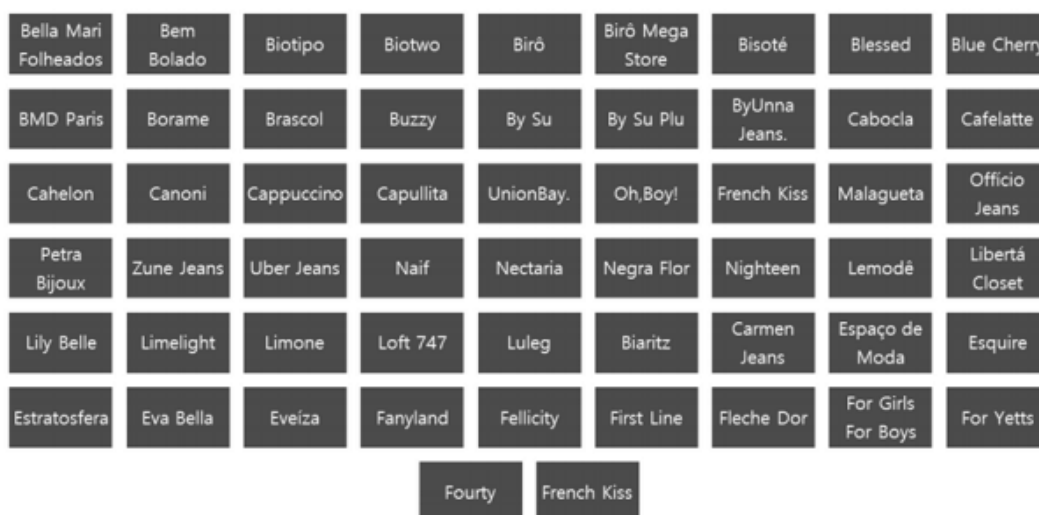 Bella Mari
Folheados
Bem
Bolado
Biotipo
Biotwo
Birô
Birô Mega
Store
Bisoté
Blessed
Blue Cherry
BMD Paris
Borame
Brascol
Buzzy
By Su
By Su Plu
ByUnna
Jeans.
Cabocla
Cafelatte
Cahelon
Canoni
Cappuccino
Capullita
UnionBay.
Oh,Boy!
French Kiss
Malagueta
Offício
Jeans
Petra
Bijoux
Zune Jeans
Uber Jeans
Naif
Nectaria
Negra Flor
Nighteen
Lemodê
Libertá
Closet
Lily Belle
Limelight
Limone
Loft 747
Luleg
Biaritz
Carmen
Jeans
Espaço de
Moda
Esquire
Estratosfera
Eva Bella
Eveíza
Fanyland
Fellicity
First Line
Fleche Dor
For Girls
For Boys
For Yetts
Fourty
French Kiss